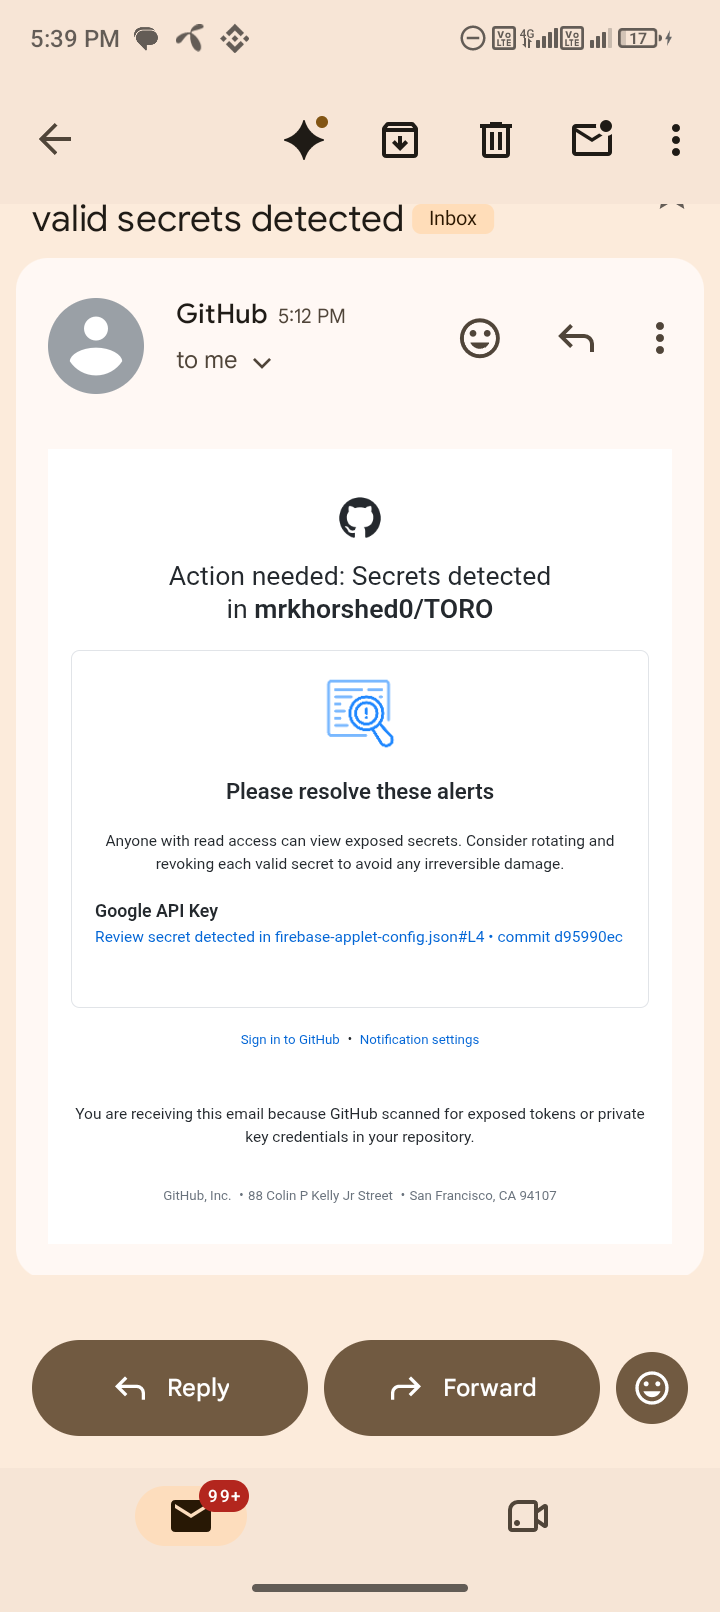 5:39 PM
Vo LTE
4G
Vo LTE
17
valid secrets detected
Inbox
GitHub 5:12 PM
to me
Action needed: Secrets detected
in mrkhorshed0/TORO
Please resolve these alerts
Anyone with read access can view exposed secrets. Consider rotating and
revoking each valid secret to avoid any irreversible damage.
Google API Key
Review secret detected in firebase-applet-config.json#L4 • commit d95990ec
Sign in to GitHub • Notification settings
You are receiving this email because GitHub scanned for exposed tokens or private
key credentials in your repository.
GitHub, Inc. • 88 Colin P Kelly Jr Street • San Francisco, CA 94107
Reply
Forward
99+